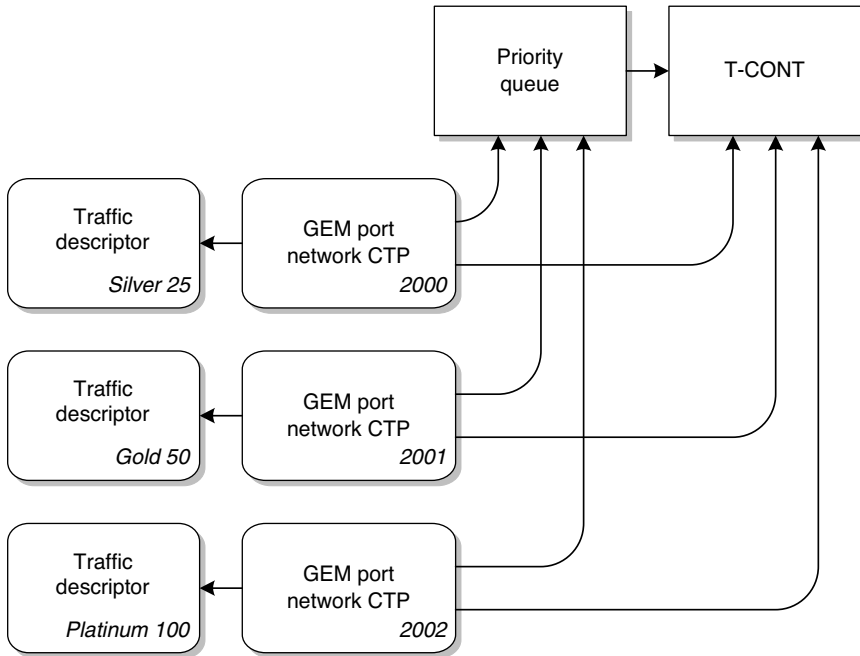 Priority
queue
T-CONT
Traffic
descriptor
Silver 25
GEM port
network CTP
2000
Traffic
descriptor
Gold 50
GEM port
network CTP
2001
Traffic
descriptor
Platinum 100
GEM port
network CTP
2002